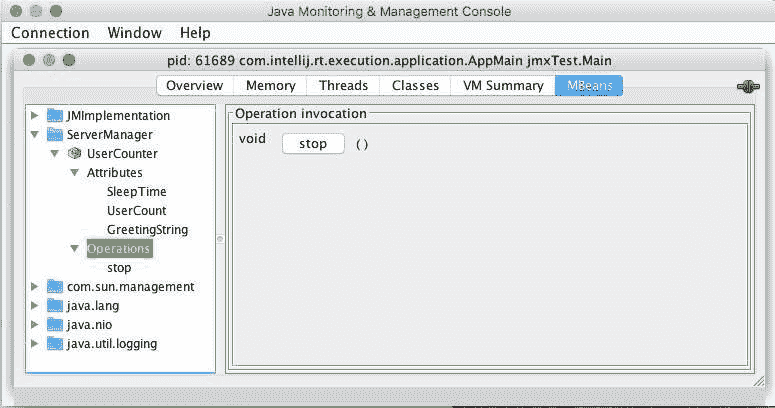 Java Monitoring & Management Console
Connection Window Help
pid: 61689 com.intellij.rt.execution.application.AppMain jmxTest.Main
Overview Memory Threads Classes VM Summary MBeans
JMImplementation
ServerManager
UserCounter
Attributes
SleepTime
UserCount
GreetingString
Operations
stop
com.sun.management
java.lang
java.nio
java.util.logging
Operation invocation
void stop ()